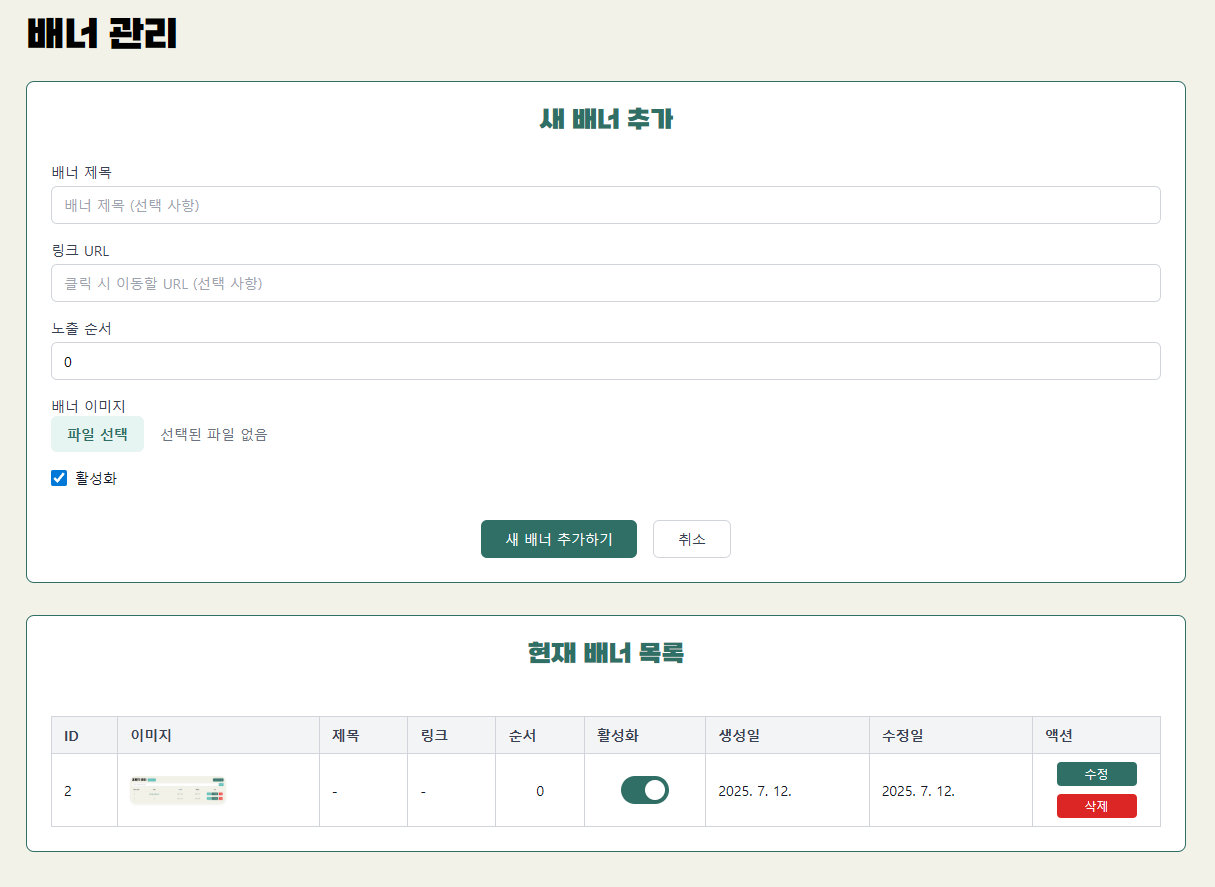 배너 관리
새 배너 추가
배너 제목
배너 제목 (선택 사항)
링크 URL
클릭 시 이동할 URL (선택 사항)
노출 순서
0
배너 이미지
파일 선택 선택된 파일 없음
활성화
새 배너 추가하기 취소
현재 배너 목록
ID 이미지 제목 링크 순서 활성화 생성일 수정일 액션
2 - - 0 2025. 7. 12. 2025. 7. 12. 수정
삭제